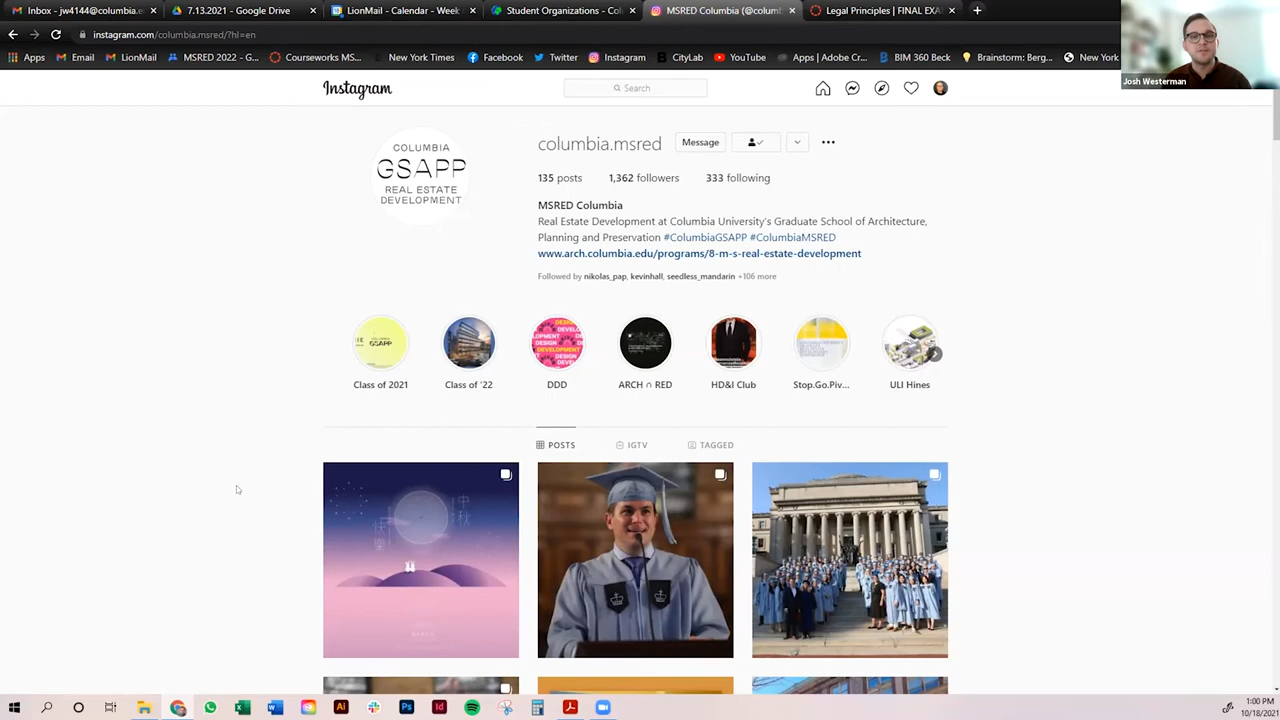 Inbox - jw4144@columbia.e
7.13.2021 - Google Drive
LionMail - Calendar - Week
Student Organizations - Col
MSRED Columbia (@columb
Legal Principles | FINAL EXA
instagram.com/columbia.msred/?hl=en
Apps
Email
LionMail
MSRED 2022 - G...
Coursework MS...
New York Times
Facebook
Twitter
Instagram
CityLab
YouTube
Apps | Adobe Cr...
BIM 360 Beck
Brainstorm: Berg...
New York
Josh Westerman
Instagram
Search
COLUMBIA
GSAPP
REAL ESTATE
DEVELOPMENT
columbia.msred
Message
135 posts
1,362 followers
333 following
MSRED Columbia
Real Estate Development at Columbia University's Graduate School of Architecture,
Planning and Preservation #ColumbiaGSAPP #ColumbiaMSRED
www.arch.columbia.edu/programs/8-m-s-real-estate-development
Followed by nikolas_pap, kevinhall, seedless_mandarin +106 more
Class of 2021
Class of '22
DDD
ARCH ∩ RED
HD&I Club
Stop.Go.Piv...
ULI Hines
POSTS
IGTV
TAGGED
中秋
快樂
1:00 PM
10/18/2021